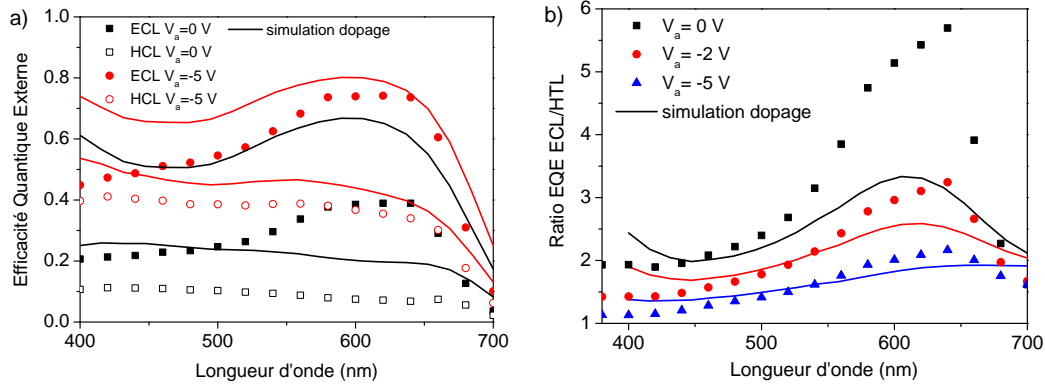 a)
ECL V_a=0 V
HCL V_a=0 V
ECL V_a=-5 V
HCL V_a=-5 V
simulation dopage
Efficacité Quantique Externe
1.0
0.8
0.6
0.4
0.2
0.0
400 500 600 700
Longueur d'onde (nm)
b)
V_a= 0 V
V_a= -2 V
V_a= -5 V
simulation dopage
Ratio EQE ECL/HTL
6
5
4
3
2
1
400 500 600 700
Longueur d'onde (nm)